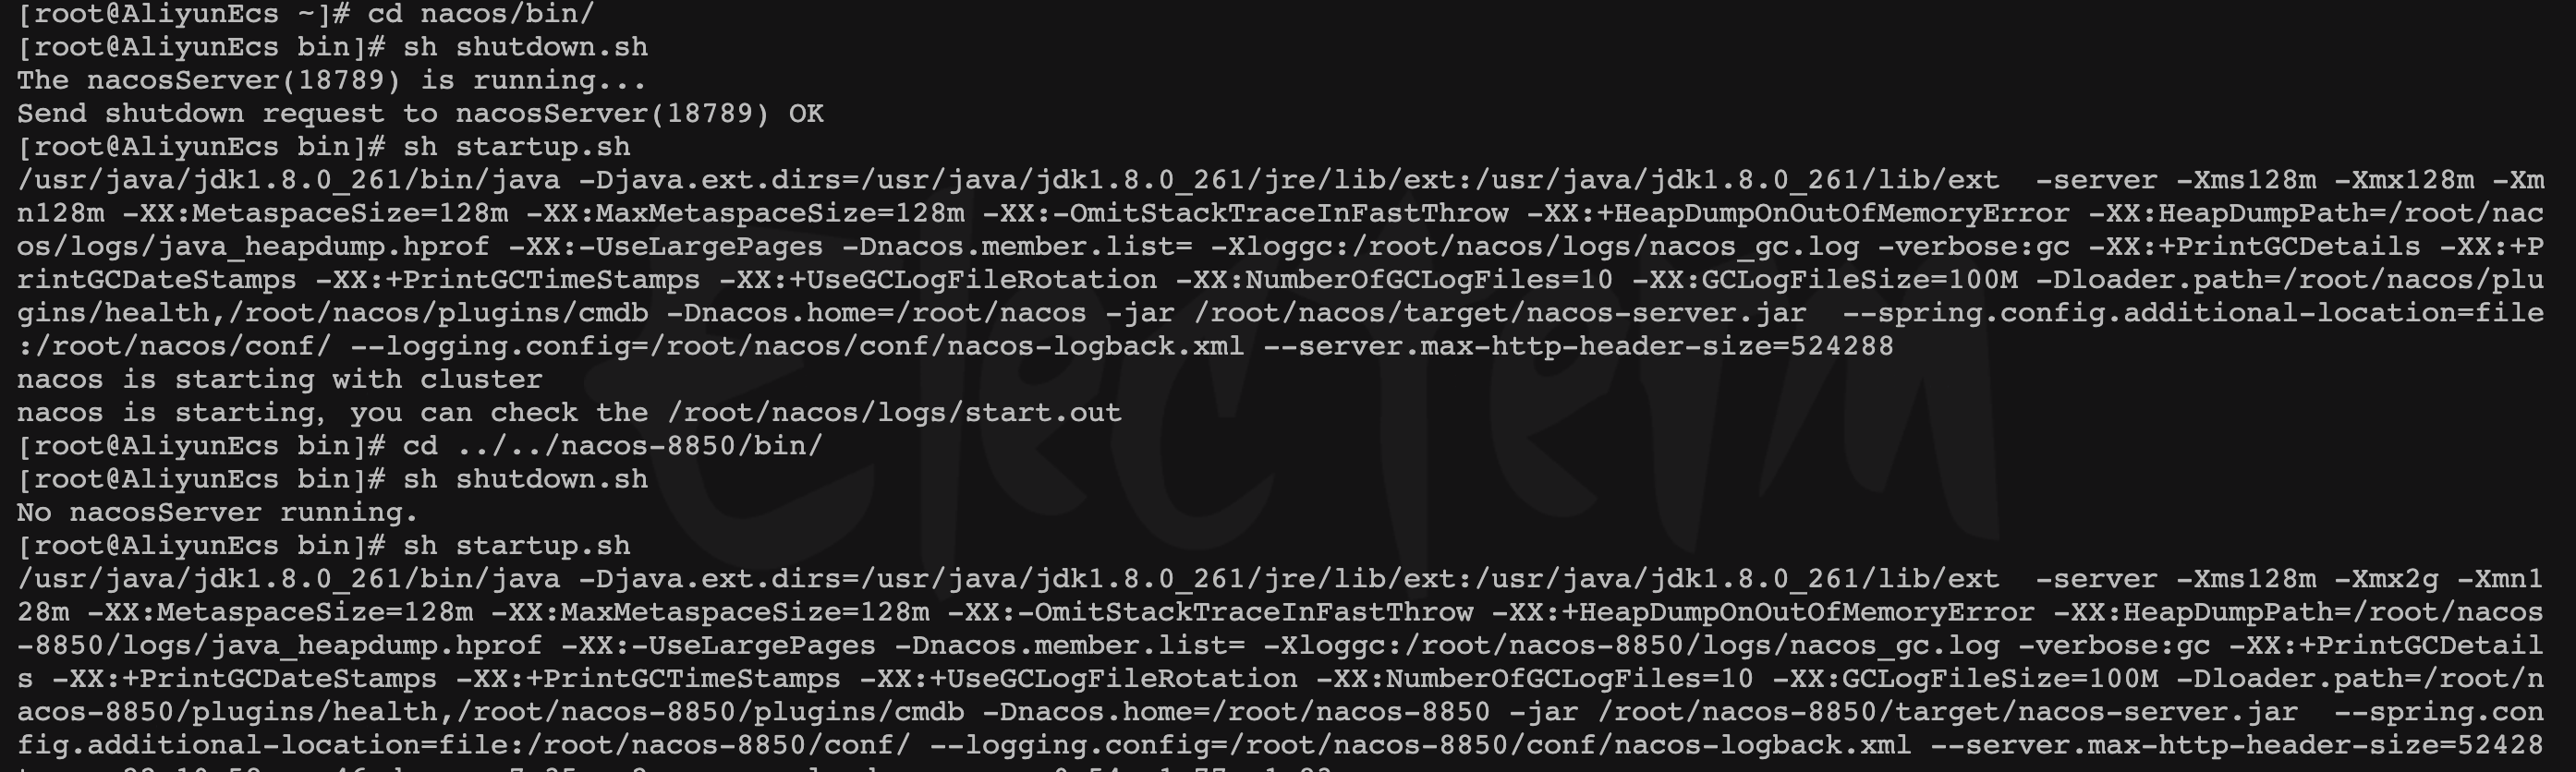 [root@AliyunEcs ~]# cd nacos/bin/
[root@AliyunEcs bin]# sh shutdown.sh
The nacosServer(18789) is running...
Send shutdown request to nacosServer(18789) OK
[root@AliyunEcs bin]# sh startup.sh
/usr/java/jdk1.8.0_261/bin/java -Djava.ext.dirs=/usr/java/jdk1.8.0_261/jre/lib/ext:/usr/java/jdk1.8.0_261/lib/ext  -server -Xms128m -Xmx128m -Xm
n128m -XX:MetaspaceSize=128m -XX:MaxMetaspaceSize=128m -XX:-OmitStackTraceInFastThrow -XX:+HeapDumpOnOutOfMemoryError -XX:HeapDumpPath=/root/nac
os/logs/java_heapdump.hprof -XX:-UseLargePages -Dnacos.member.list= -Xloggc:/root/nacos/logs/nacos_gc.log -verbose:gc -XX:+PrintGCDetails -XX:+P
rintGCDateStamps -XX:+PrintGCTimeStamps -XX:+UseGCLogFileRotation -XX:NumberOfGCLogFiles=10 -XX:GCLogFileSize=100M -Dloader.path=/root/nacos/plu
gins/health,/root/nacos/plugins/cmdb -Dnacos.home=/root/nacos -jar /root/nacos/target/nacos-server.jar  --spring.config.additional-location=file
:/root/nacos/conf/ --logging.config=/root/nacos/conf/nacos-logback.xml --server.max-http-header-size=524288
nacos is starting with cluster
nacos is starting, you can check the /root/nacos/logs/start.out
[root@AliyunEcs bin]# cd ../../nacos-8850/bin/
[root@AliyunEcs bin]# sh shutdown.sh
No nacosServer running.
[root@AliyunEcs bin]# sh startup.sh
/usr/java/jdk1.8.0_261/bin/java -Djava.ext.dirs=/usr/java/jdk1.8.0_261/jre/lib/ext:/usr/java/jdk1.8.0_261/lib/ext  -server -Xms128m -Xmx2g -Xmn1
28m -XX:MetaspaceSize=128m -XX:MaxMetaspaceSize=128m -XX:-OmitStackTraceInFastThrow -XX:+HeapDumpOnOutOfMemoryError -XX:HeapDumpPath=/root/nacos
-8850/logs/java_heapdump.hprof -XX:-UseLargePages -Dnacos.member.list= -Xloggc:/root/nacos-8850/logs/nacos_gc.log -verbose:gc -XX:+PrintGCDetail
s -XX:+PrintGCDateStamps -XX:+PrintGCTimeStamps -XX:+UseGCLogFileRotation -XX:NumberOfGCLogFiles=10 -XX:GCLogFileSize=100M -Dloader.path=/root/n
acos-8850/plugins/health,/root/nacos-8850/plugins/cmdb -Dnacos.home=/root/nacos-8850 -jar /root/nacos-8850/target/nacos-server.jar  --spring.con
fig.additional-location=file:/root/nacos-8850/conf/ --logging.config=/root/nacos-8850/conf/nacos-logback.xml --server.max-http-header-size=52428
electerm